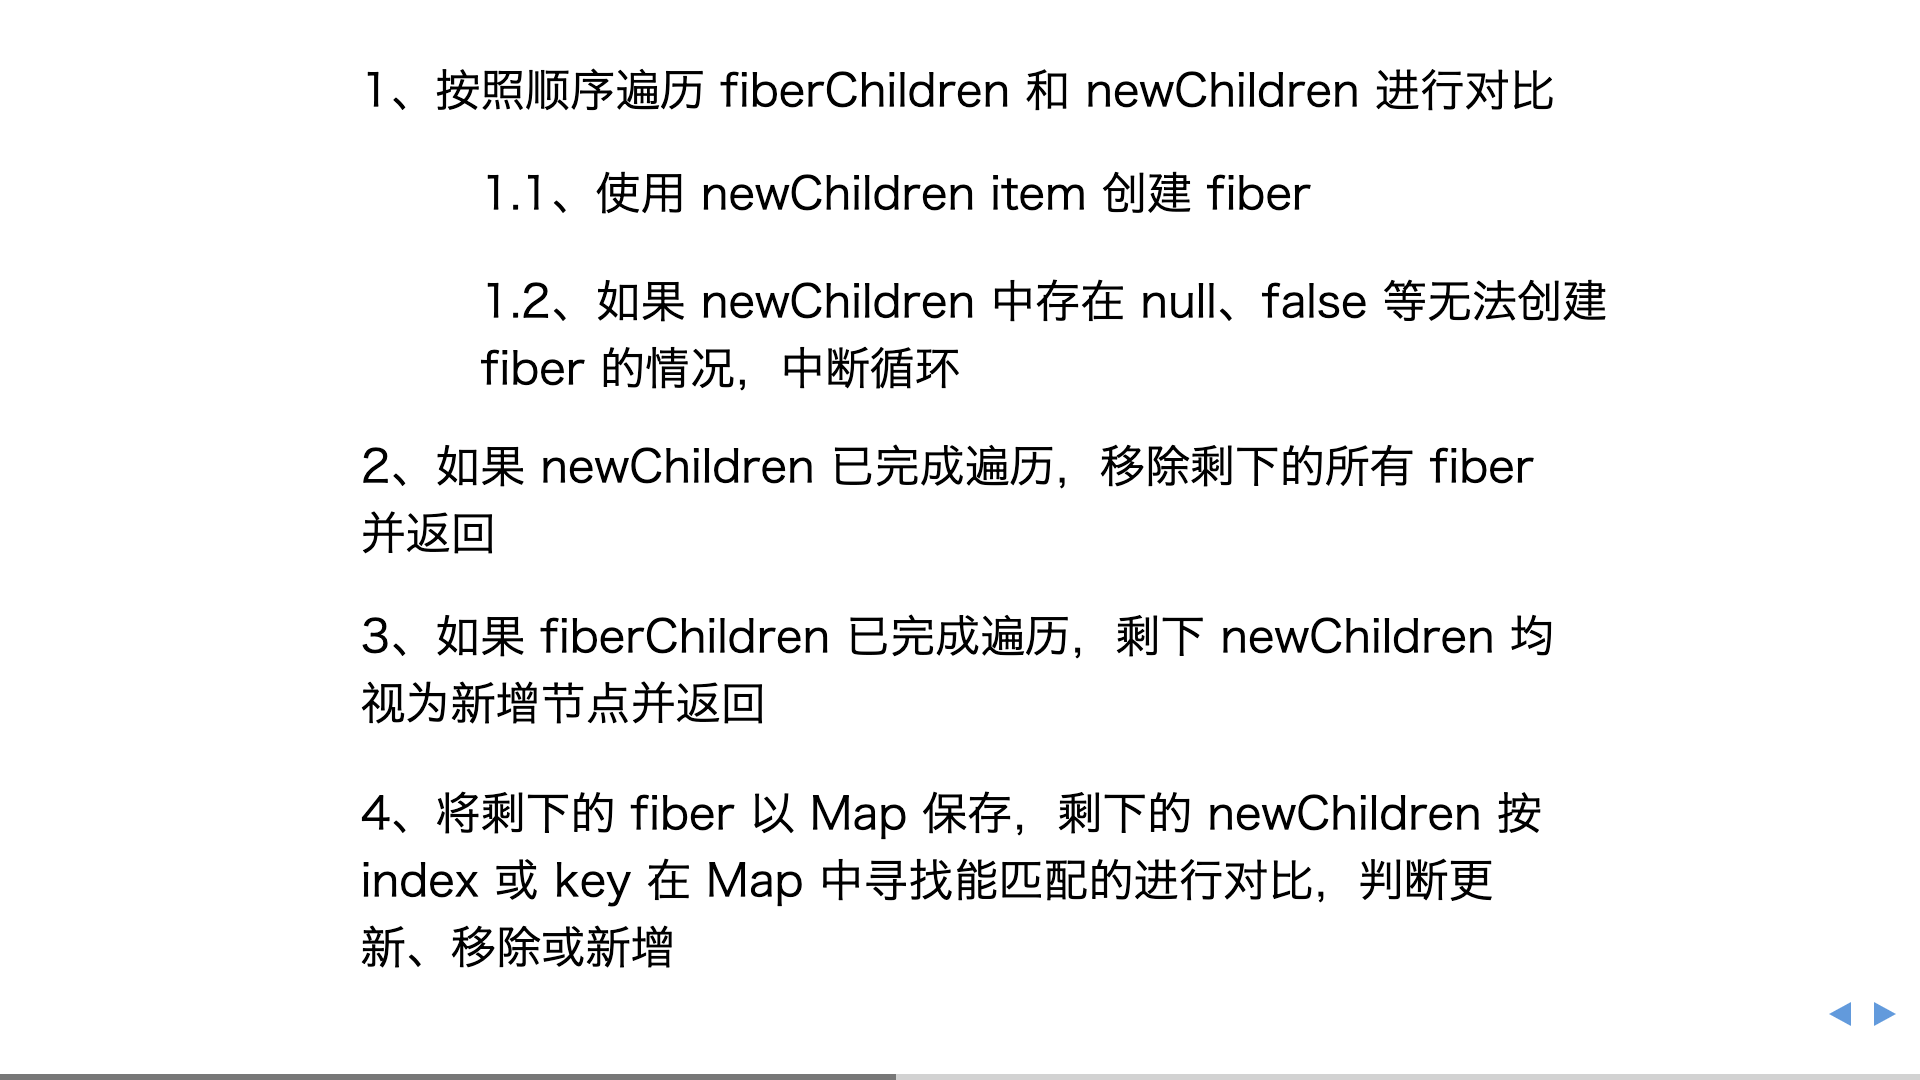 1、按照顺序遍历 fiberChildren 和 newChildren 进行对比
1.1、使用 newChildren item 创建 fiber
1.2、如果 newChildren 中存在 null、false 等无法创建
fiber 的情况，中断循环
2、如果 newChildren 已完成遍历，移除剩下的所有 fiber
并返回
3、如果 fiberChildren 已完成遍历，剩下 newChildren 均
视为新增节点并返回
4、将剩下的 fiber 以 Map 保存，剩下的 newChildren 按
index 或 key 在 Map 中寻找能匹配的进行对比，判断更
新、移除或新增